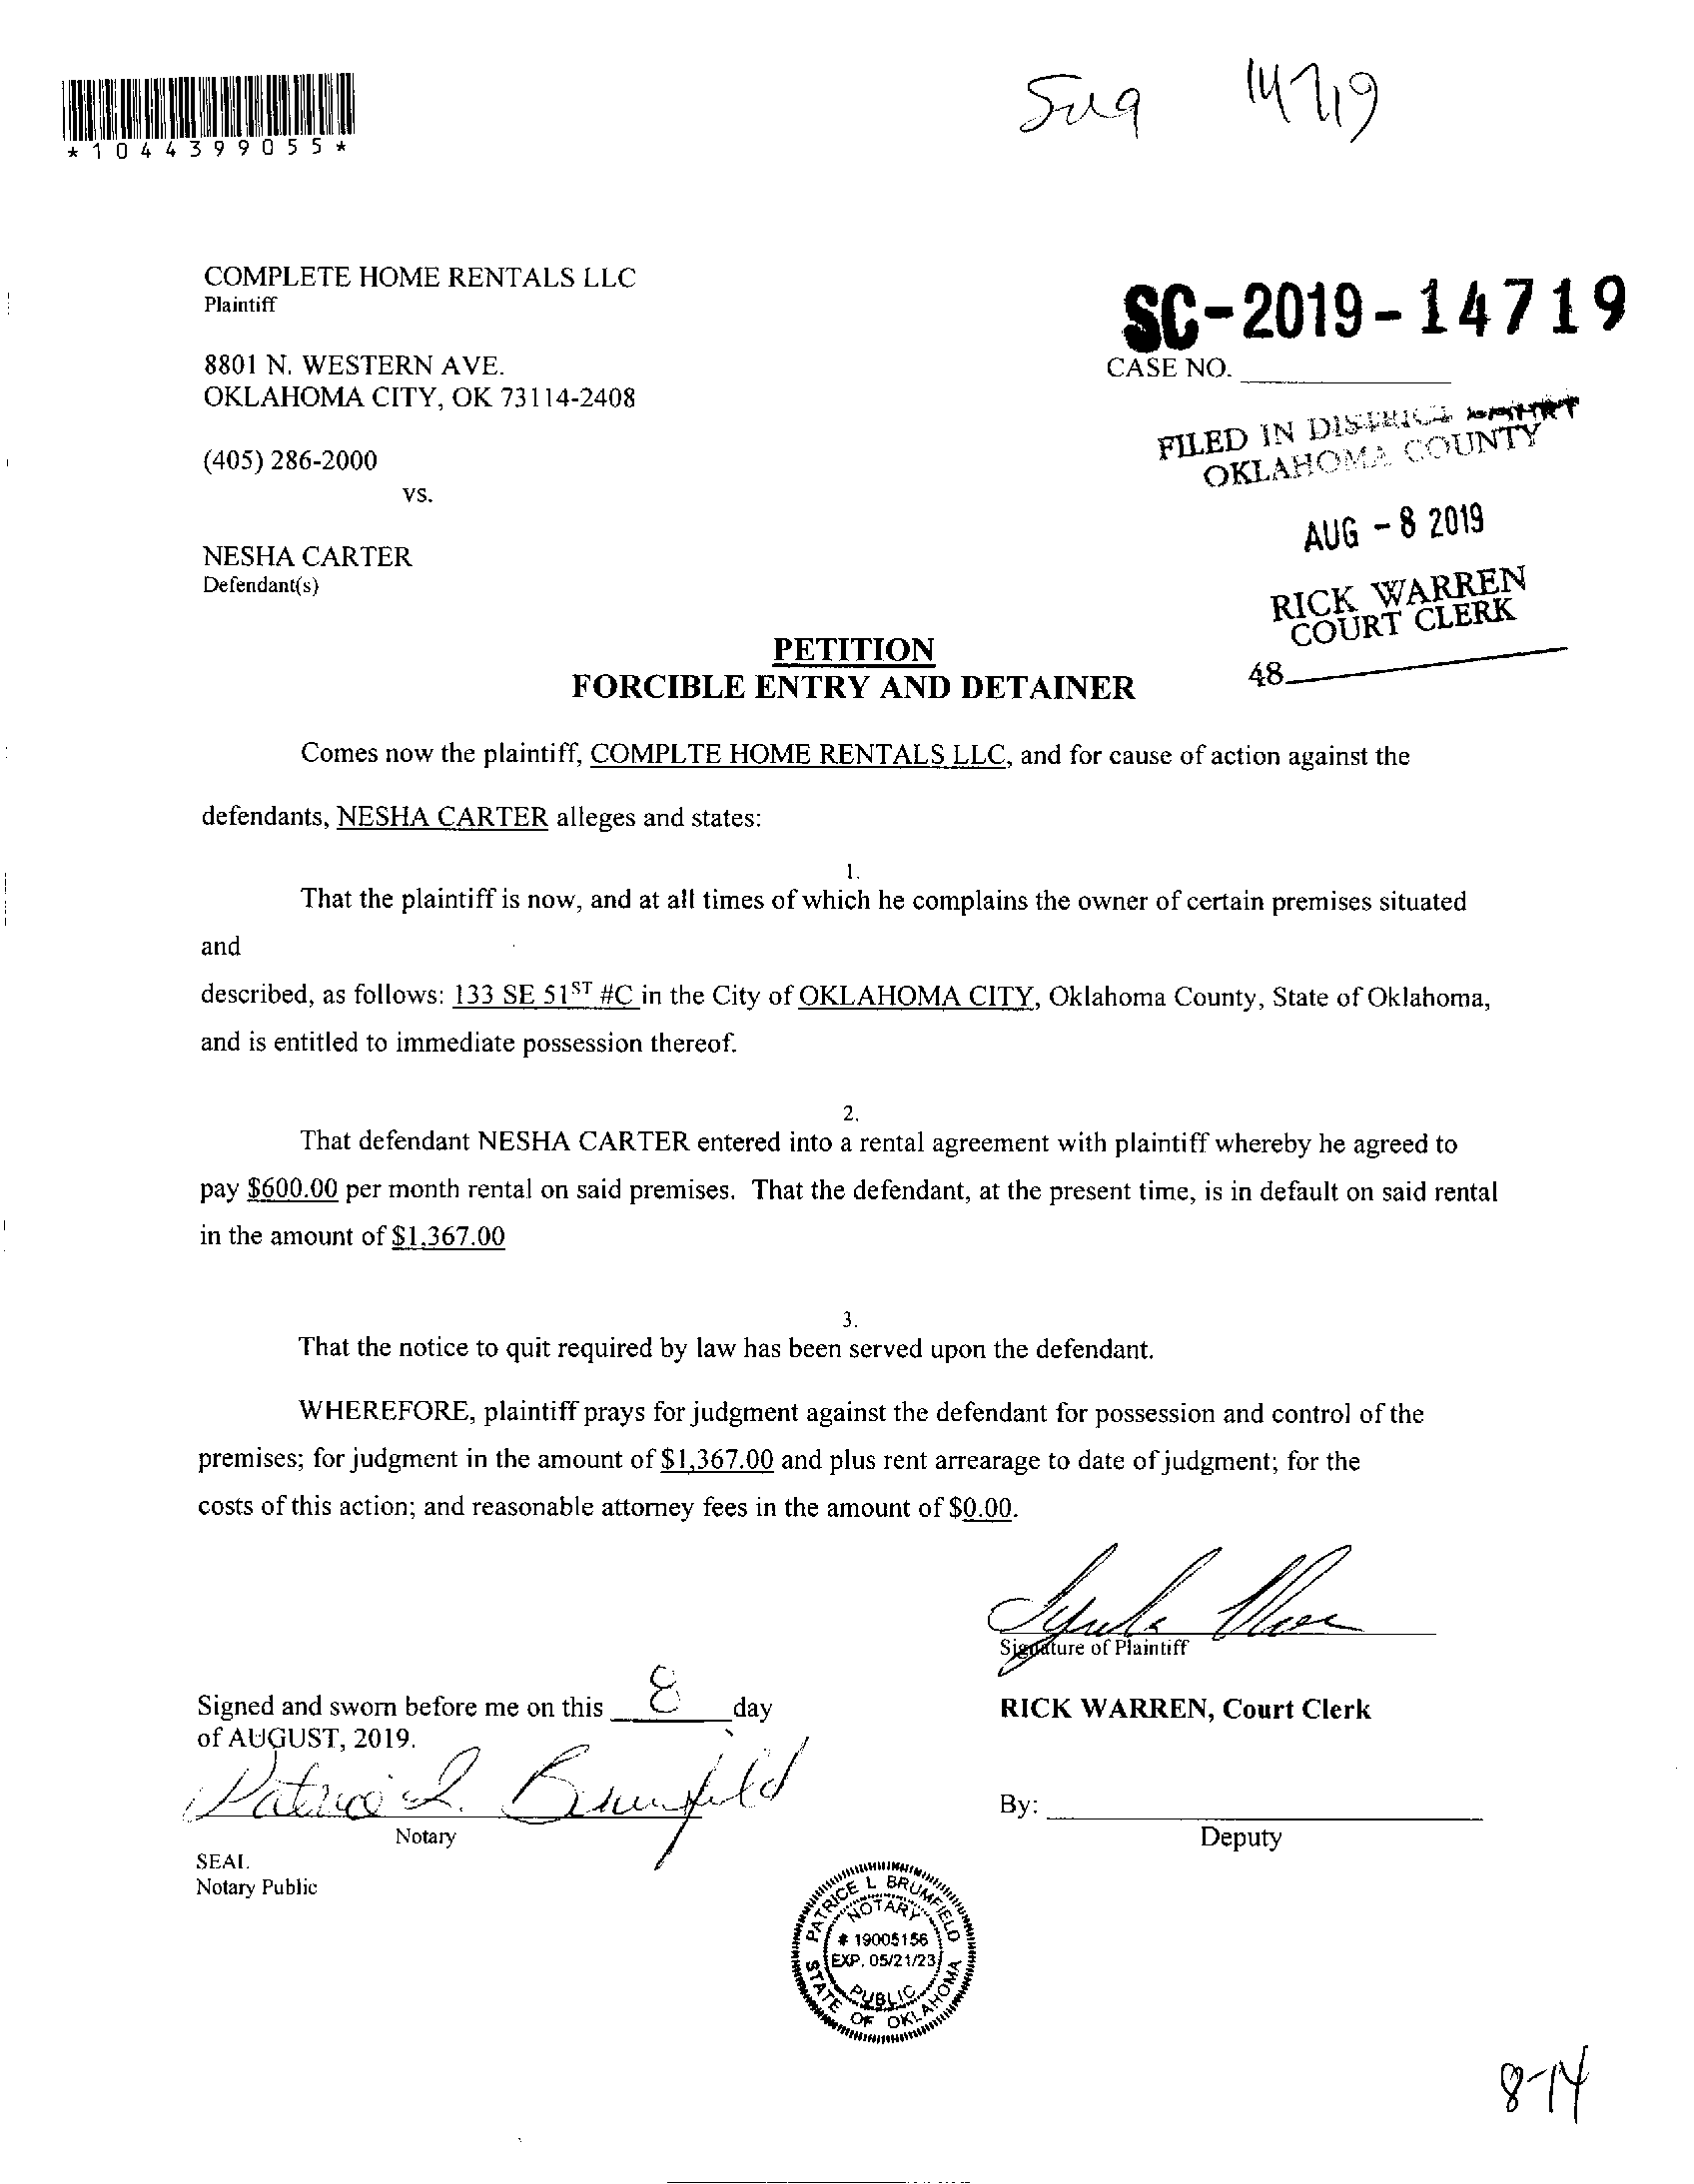 *1044399055*
14719
COMPLETE HOME RENTALS LLC
Plaintiff
SC-2019-14719
CASE NO.
8801 N. WESTERN AVE.
OKLAHOMA CITY, OK 73114-2408
FILED IN DISTRICT COURT
OKLAHOMA COUNTY
(405) 286-2000
vs.
AUG - 8 2019
NESHA CARTER
Defendant(s)
RICK WARREN
COURT CLERK
48
PETITION
FORCIBLE ENTRY AND DETAINER
Comes now the plaintiff, COMPLTE HOME RENTALS LLC, and for cause of action against the
defendants, NESHA CARTER alleges and states:
1.
That the plaintiff is now, and at all times of which he complains the owner of certain premises situated
and
described, as follows: 133 SE 51ST #C in the City of OKLAHOMA CITY, Oklahoma County, State of Oklahoma,
and is entitled to immediate possession thereof.
2.
That defendant NESHA CARTER entered into a rental agreement with plaintiff whereby he agreed to
pay $600.00 per month rental on said premises. That the defendant, at the present time, is in default on said rental
in the amount of $1,367.00
3.
That the notice to quit required by law has been served upon the defendant.
WHEREFORE, plaintiff prays for judgment against the defendant for possession and control of the
premises; for judgment in the amount of $1,367.00 and plus rent arrearage to date of judgment; for the
costs of this action; and reasonable attorney fees in the amount of $0.00.
Signature of Plaintiff
Signed and sworn before me on this 8 day
of AUGUST, 2019.
RICK WARREN, Court Clerk
Patrice L. Brumfield
Notary
By:
Deputy
SEAL
Notary Public
PATRICE L BRUMFIELD
NOTARY
# 19005156
EXP. 05/21/23
PUBLIC
STATE OF OKLAHOMA
8-14